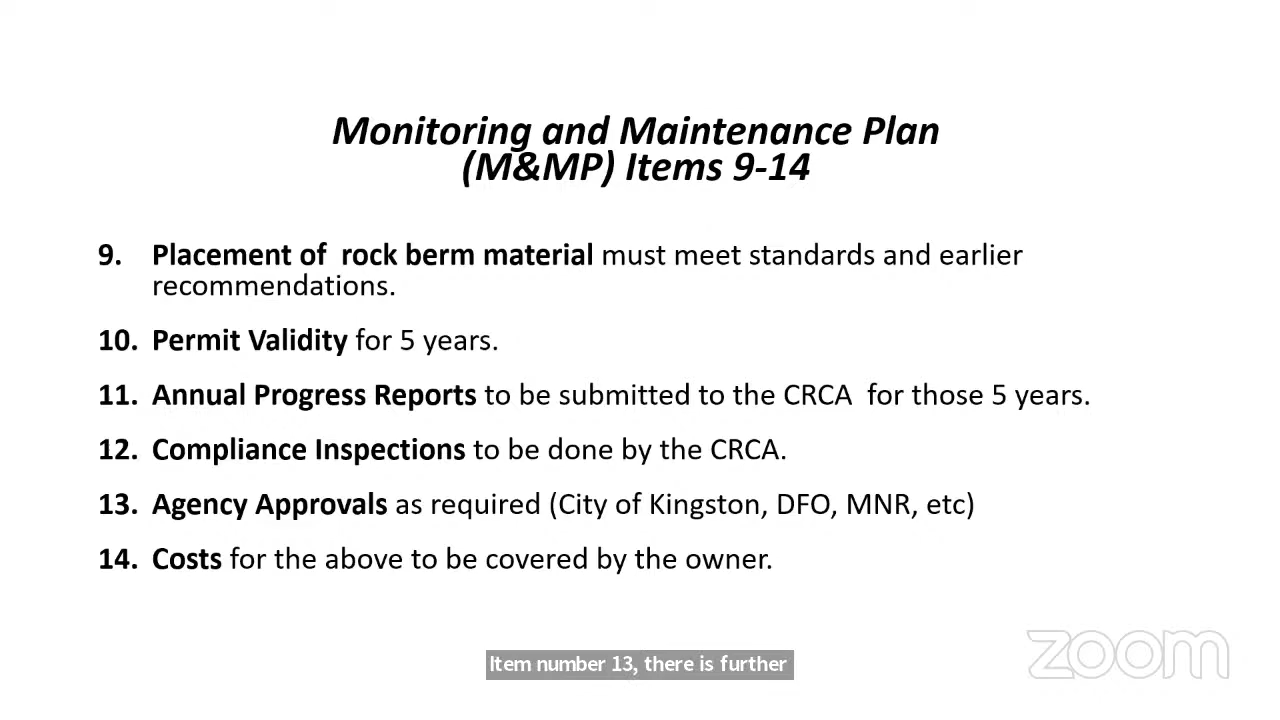 Monitoring and Maintenance Plan
(M&MP) Items 9-14
9. Placement of rock berm material must meet standards and earlier
recommendations.
10. Permit Validity for 5 years.
11. Annual Progress Reports to be submitted to the CRCA for those 5 years.
12. Compliance Inspections to be done by the CRCA.
13. Agency Approvals as required (City of Kingston, DFO, MNR, etc)
14. Costs for the above to be covered by the owner.
zoom
Item number 13, there is further